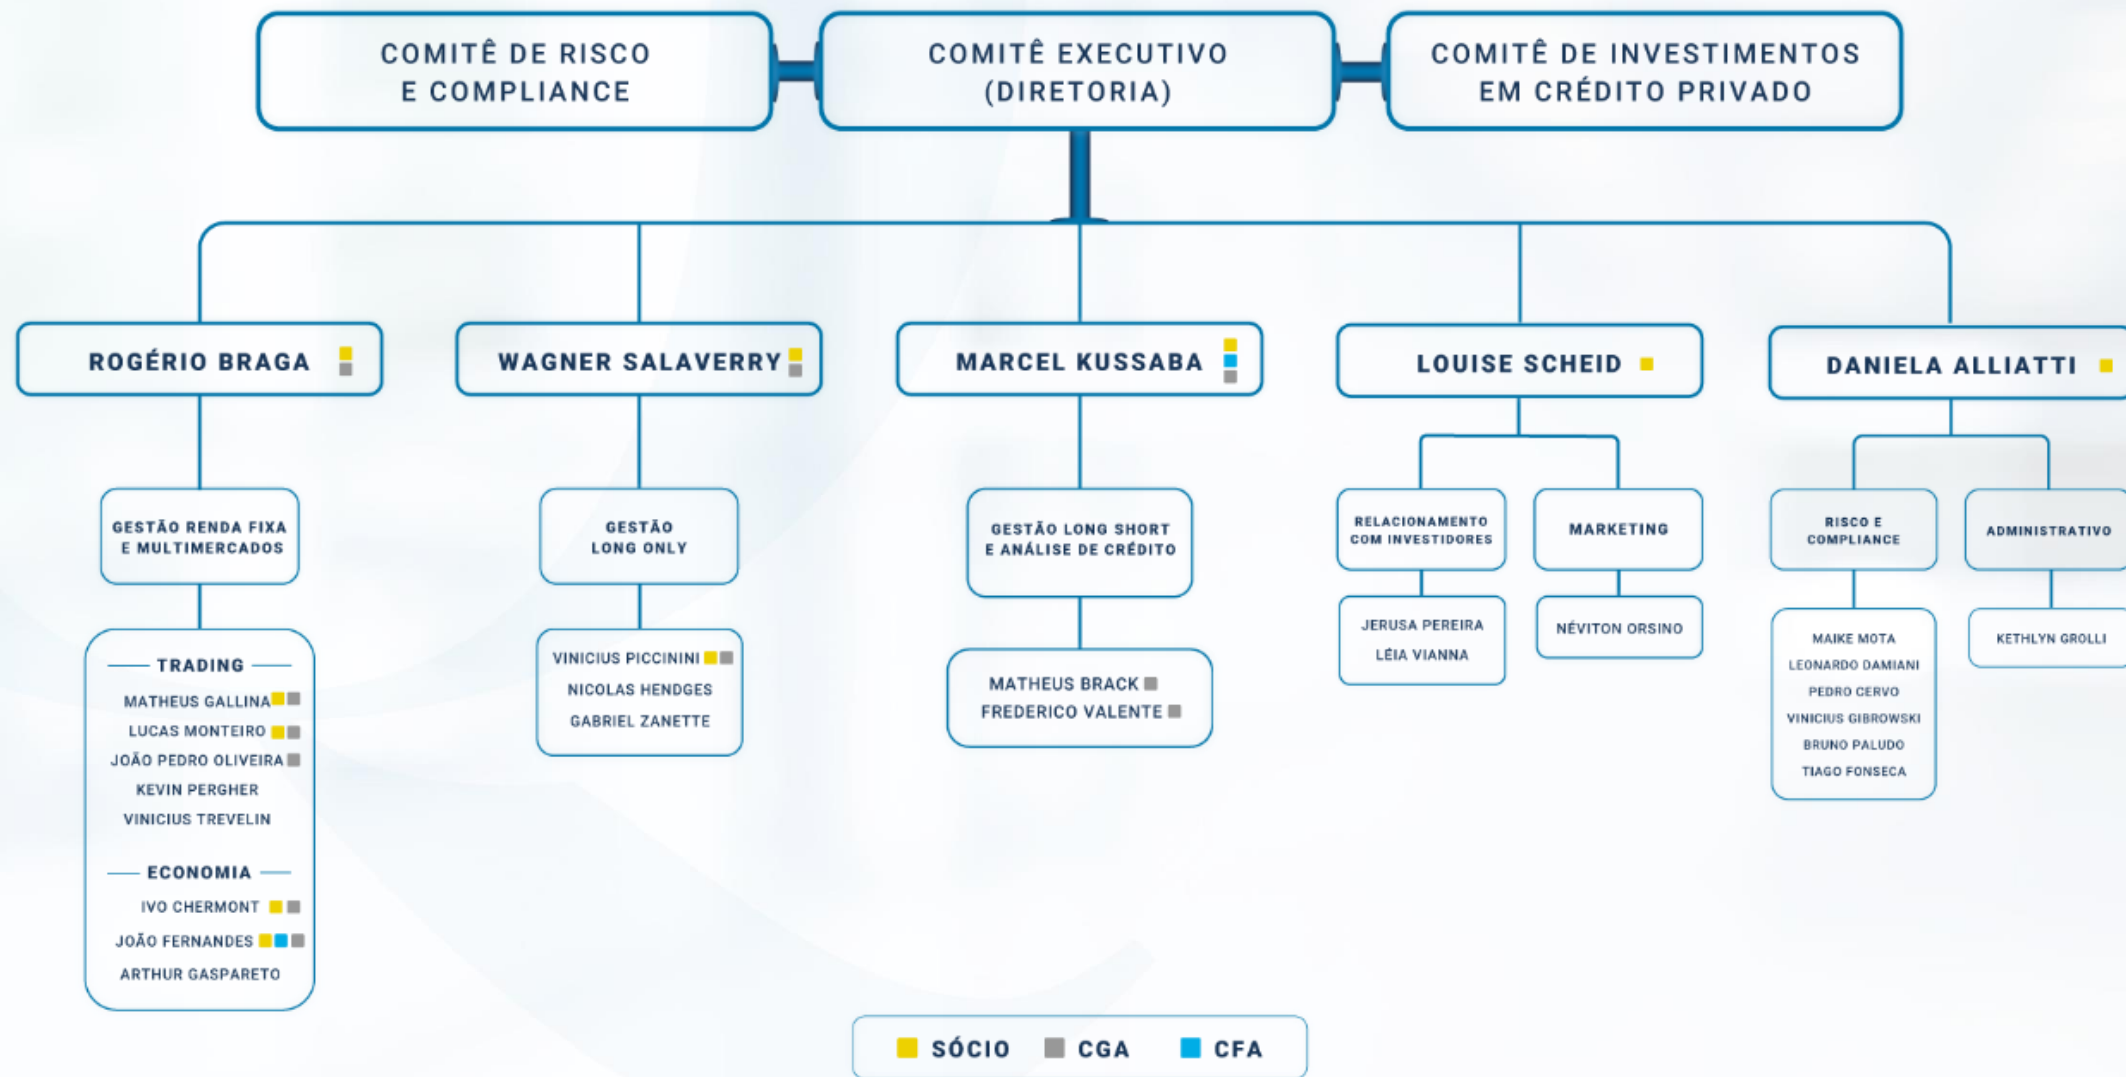 COMITÊ DE RISCO
E COMPLIANCE
COMITÊ EXECUTIVO
(DIRETORIA)
COMITÊ DE INVESTIMENTOS
EM CRÉDITO PRIVADO
ROGÉRIO BRAGA
WAGNER SALAVERRY
MARCEL KUSSABA
LOUISE SCHEID
DANIELA ALLIATTI
GESTÃO RENDA FIXA
E MULTIMERCADOS
GESTÃO
LONG ONLY
GESTÃO LONG SHORT
E ANÁLISE DE CRÉDITO
RELACIONAMENTO
COM INVESTIDORES
MARKETING
RISCO E
COMPLIANCE
ADMINISTRATIVO
TRADING
MATHEUS GALLINA
LUCAS MONTEIRO
JOÃO PEDRO OLIVEIRA
KEVIN PERGHER
VINICIUS TREVELIN
ECONOMIA
IVO CHERMONT
JOÃO FERNANDES
ARTHUR GASPARETO
VINICIUS PICCININI
NICOLAS HENDGES
GABRIEL ZANETTE
MATHEUS BRACK
FREDERICO VALENTE
JERUSA PEREIRA
LÉIA VIANNA
NÉVITON ORSINO
MAIKE MOTA
LEONARDO DAMIANI
PEDRO CERVO
VINICIUS GIBROWSKI
BRUNO PALUDO
TIAGO FONSECA
KETHLYN GROLLI
SÓCIO
CGA
CFA